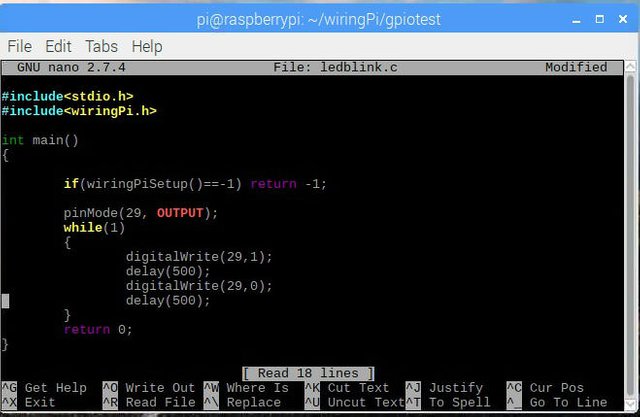 pi@raspberrypi: ~/wiringPi/gpiotest
File Edit Tabs Help
GNU nano 2.7.4 File: ledblink.c Modified
#include<stdio.h>
#include<wiringPi.h>
int main()
{
if(wiringPiSetup()==-1) return -1;
pinMode(29, OUTPUT);
while(1)
{
digitalWrite(29,1);
delay(500);
digitalWrite(29,0);
delay(500);
}
return 0;
}
[ Read 18 lines ]
^G Get Help ^O Write Out ^W Where Is ^K Cut Text ^J Justify ^C Cur Pos
^X Exit ^R Read File ^\ Replace ^U Uncut Text ^T To Spell ^_ Go To Line